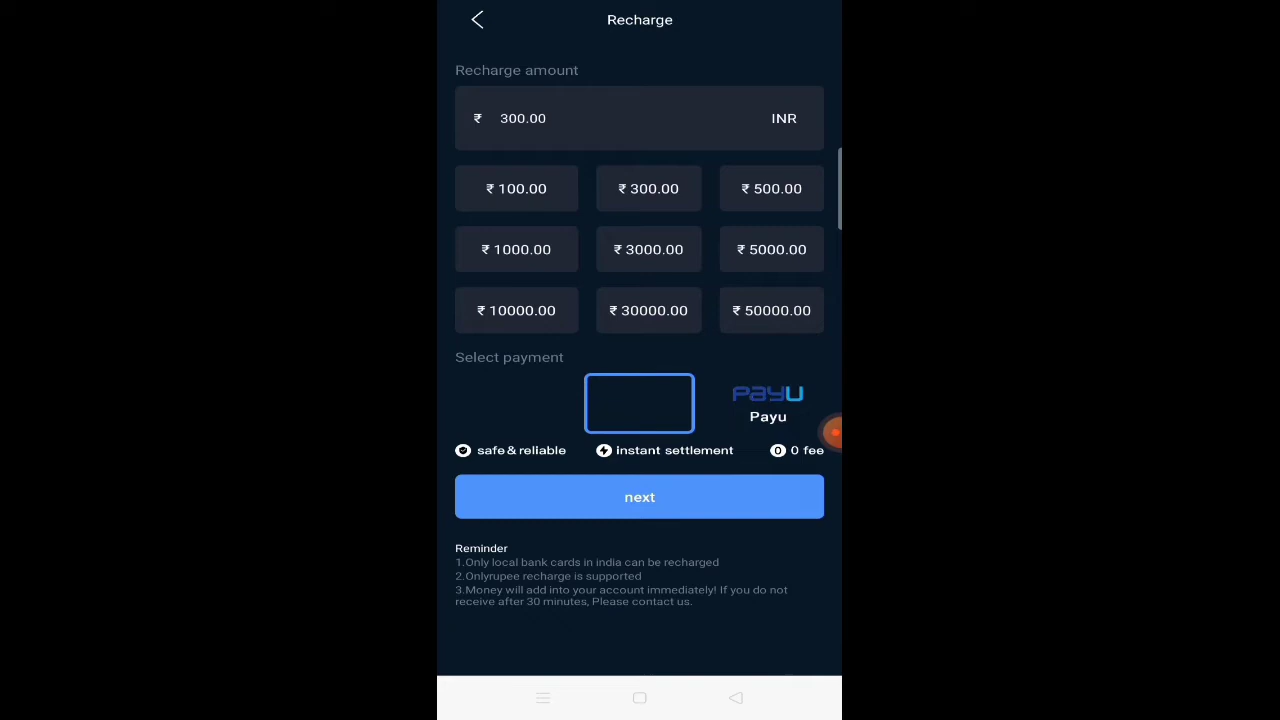 Recharge
Recharge amount
₹ 300.00 INR
₹ 100.00 ₹ 300.00 ₹ 500.00
₹ 1000.00 ₹ 3000.00 ₹ 5000.00
₹ 10000.00 ₹ 30000.00 ₹ 50000.00
Select payment
PayU
Payu
safe & reliable instant settlement 0 0 fee
next
Reminder
1.Only local bank cards in india can be recharged
2.Onlyrupee recharge is supported
3.Money will add into your account immediately! If you do not
receive after 30 minutes, Please contact us.